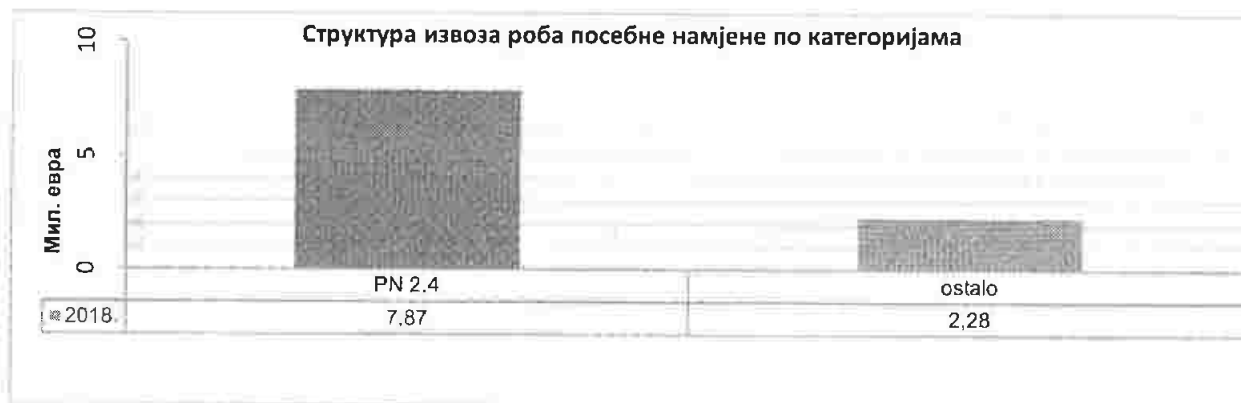 Структура извоза роба посебне намјене по категоријама
Мил. евра
10
5
0
PN 2.4 ostalo
2018. 7,87 2,28